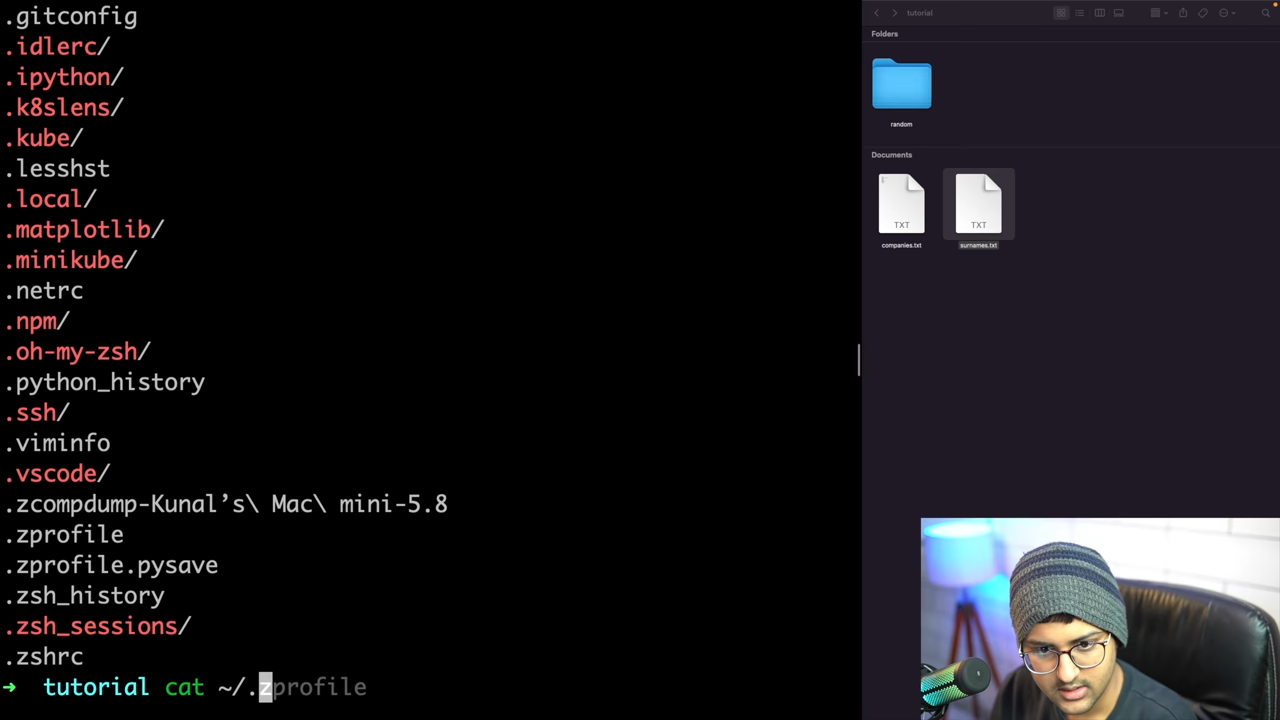 .gitconfig
.idlerc/
.ipython/
.k8slens/
.kube/
.lesshst
.local/
.matplotlib/
.minikube/
.netrc
.npm/
.oh-my-zsh/
.python_history
.ssh/
.viminfo
.vscode/
.zcompdump-Kunal’s\ Mac\ mini-5.8
.zprofile
.zprofile.pysave
.zsh_history
.zsh_sessions/
.zshrc
➜ tutorial cat ~/.zprofile
tutorial
Folders
random
Documents
TXT
TXT
companies.txt
surnames.txt